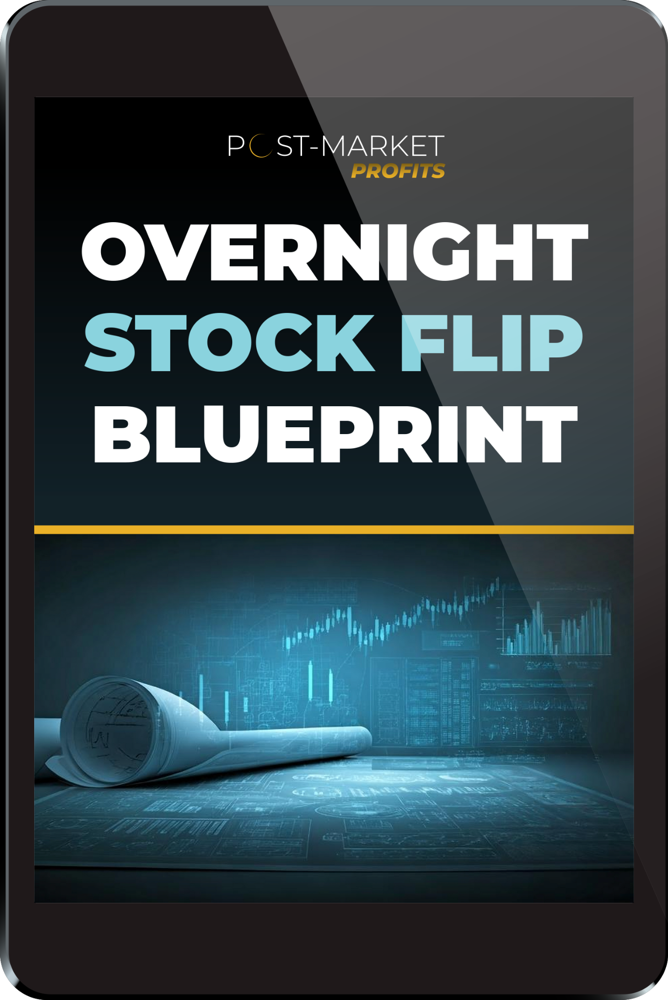 POST-MARKET
PROFITS
OVERNIGHT
STOCK FLIP
BLUEPRINT